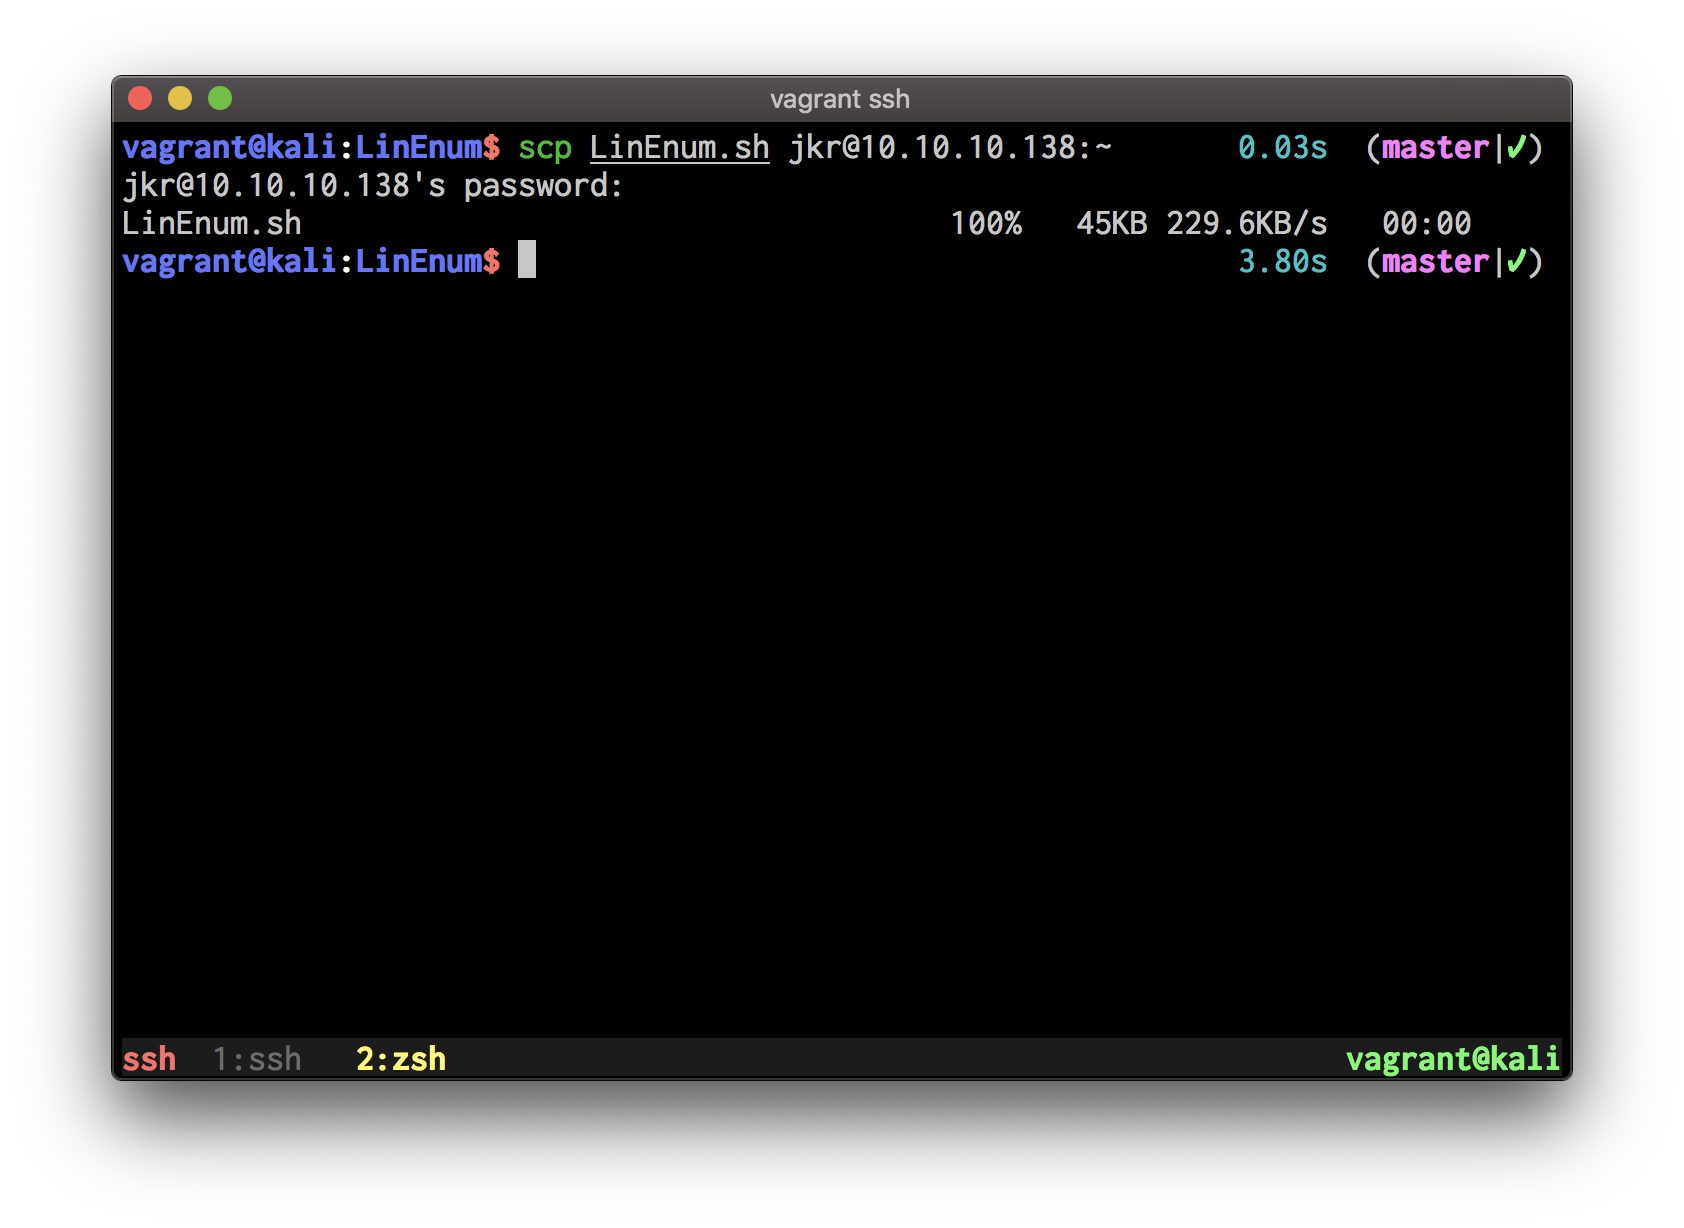 vagrant ssh
vagrant@kali:LinEnum$ scp LinEnum.sh jkr@10.10.10.138:~ 0.03s (master|✔)
jkr@10.10.10.138's password:
LinEnum.sh 100% 45KB 229.6KB/s 00:00
vagrant@kali:LinEnum$ 3.80s (master|✔)
ssh 1:ssh 2:zsh vagrant@kali